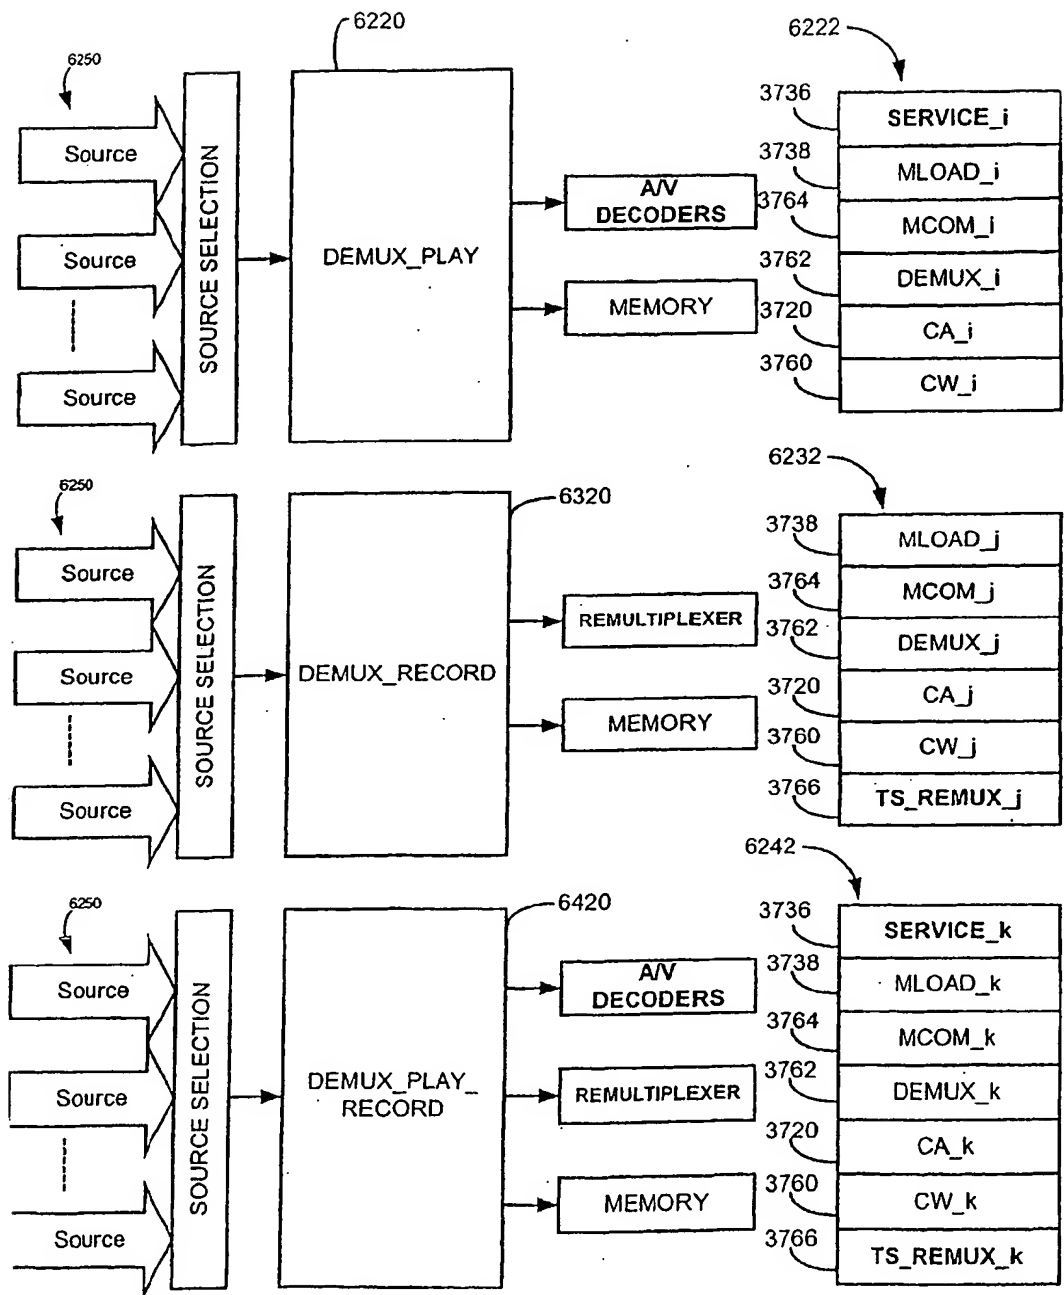 6220
6222
6250
3736
SERVICE_i
Source
3738
MLOAD_i
A/V
DECODERS
3764
MCOM_i
Source
SOURCE SELECTION
DEMUX_PLAY
3762
DEMUX_i
MEMORY
3720
CA_i
3760
CW_i
Source
6232
6250
6320
3738
MLOAD_j
Source
3764
MCOM_j
REMULTIPLEXER
3762
DEMUX_j
Source
SOURCE SELECTION
DEMUX_RECORD
3720
CA_j
MEMORY
3760
CW_j
3766
TS_REMUX_j
Source
6242
6250
6420
3736
SERVICE_k
3738
MLOAD_k
Source
A/V
DECODERS
3764
MCOM_k
3762
DEMUX_k
Source
SOURCE SELECTION
DEMUX_PLAY_
RECORD
REMULTIPLEXER
3720
CA_k
3760
CW_k
MEMORY
Source
3766
TS_REMUX_k